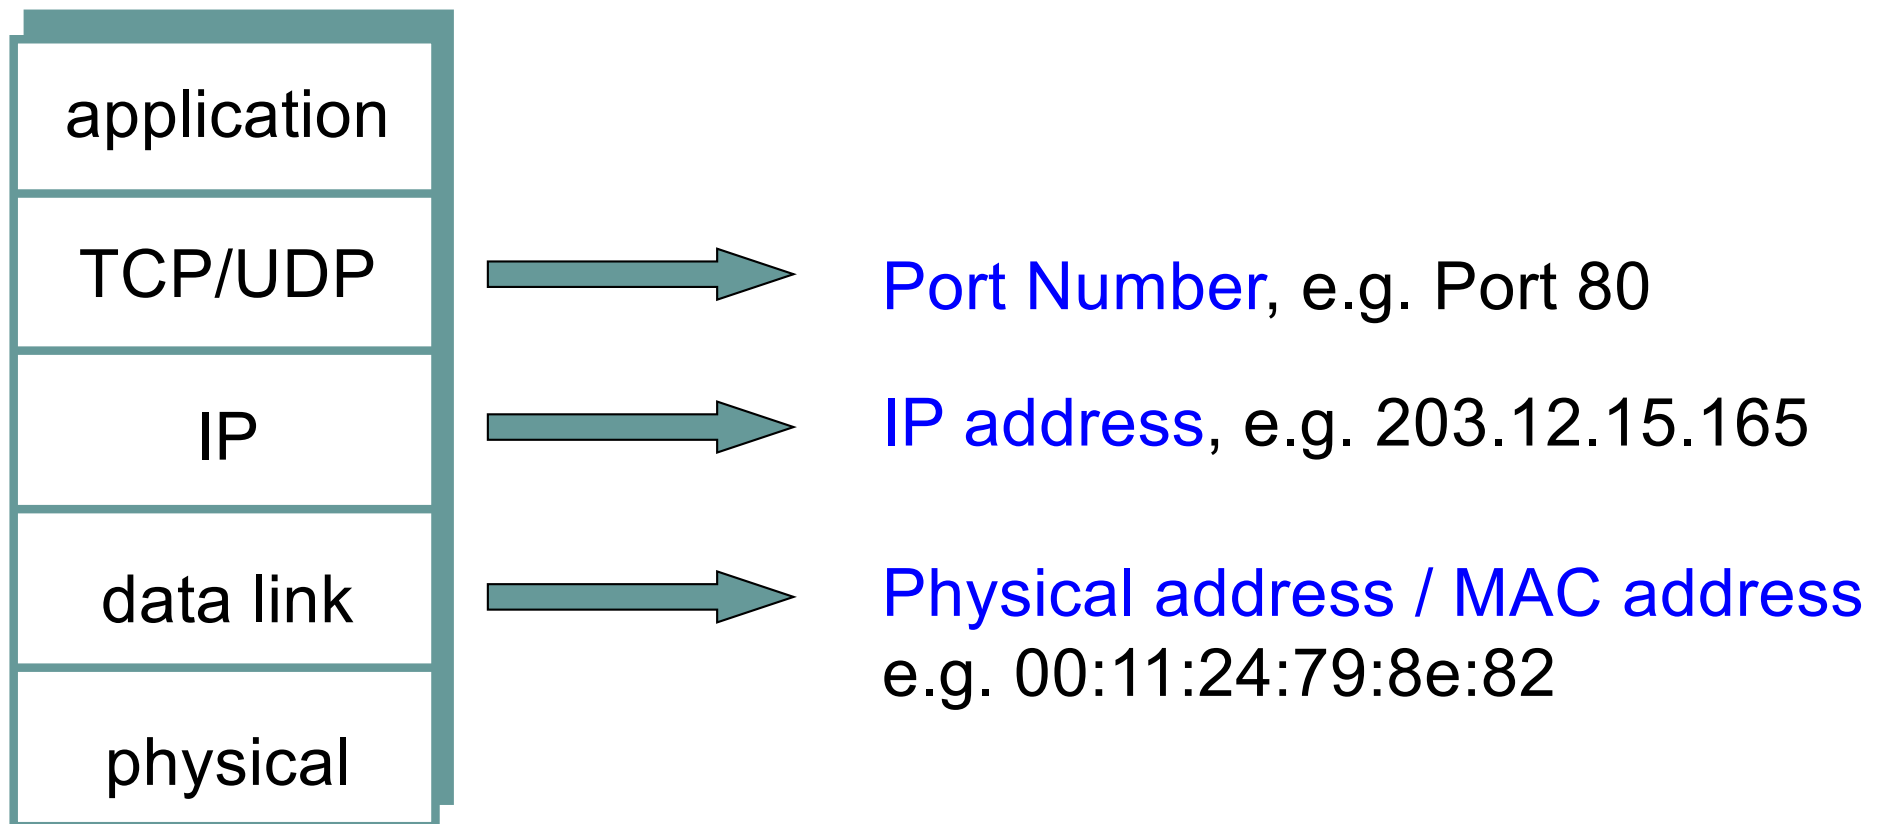 application
TCP/UDP
Port Number, e.g. Port 80
IP
IP address, e.g. 203.12.15.165
data link
Physical address / MAC address
e.g. 00:11:24:79:8e:82
physical